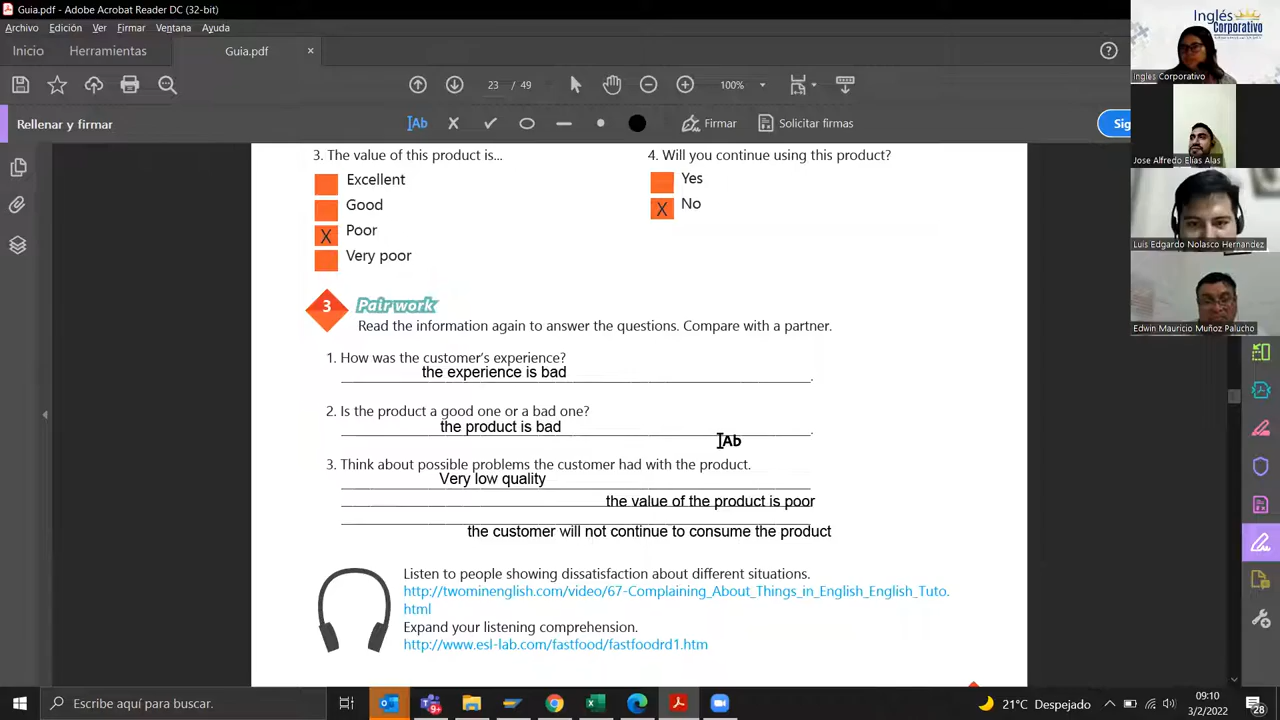 Guia.pdf - Adobe Acrobat Reader DC (32-bit)
Archivo Edición Ver Firmar Ventana Ayuda
Inicio Herramientas Guia.pdf ×
23 / 49 100%
Rellenar y firmar
Ab Firmar Solicitar firmas Sig
3. The value of this product is...
Excellent
Good
X Poor
Very poor
4. Will you continue using this product?
Yes
X No
3 Pair work
Read the information again to answer the questions. Compare with a partner.
1. How was the customer's experience?
the experience is bad
2. Is the product a good one or a bad one?
the product is bad
Ab
3. Think about possible problems the customer had with the product.
Very low quality
the value of the product is poor
the customer will not continue to consume the product
Listen to people showing dissatisfaction about different situations.
http://twominenglish.com/video/67-Complaining_About_Things_in_English_English_Tuto.
html
Expand your listening comprehension.
http://www.esl-lab.com/fastfood/fastfoodrd1.htm
Inglés
Corporativo
Ingles Corporativo
Jose Alfredo Elías Alas
Luis Edgardo Nolasco Hernandez
Edwin Mauricio Muñoz Palucho
Escribe aquí para buscar.
21°C Despejado
09:10
3/2/2022
28